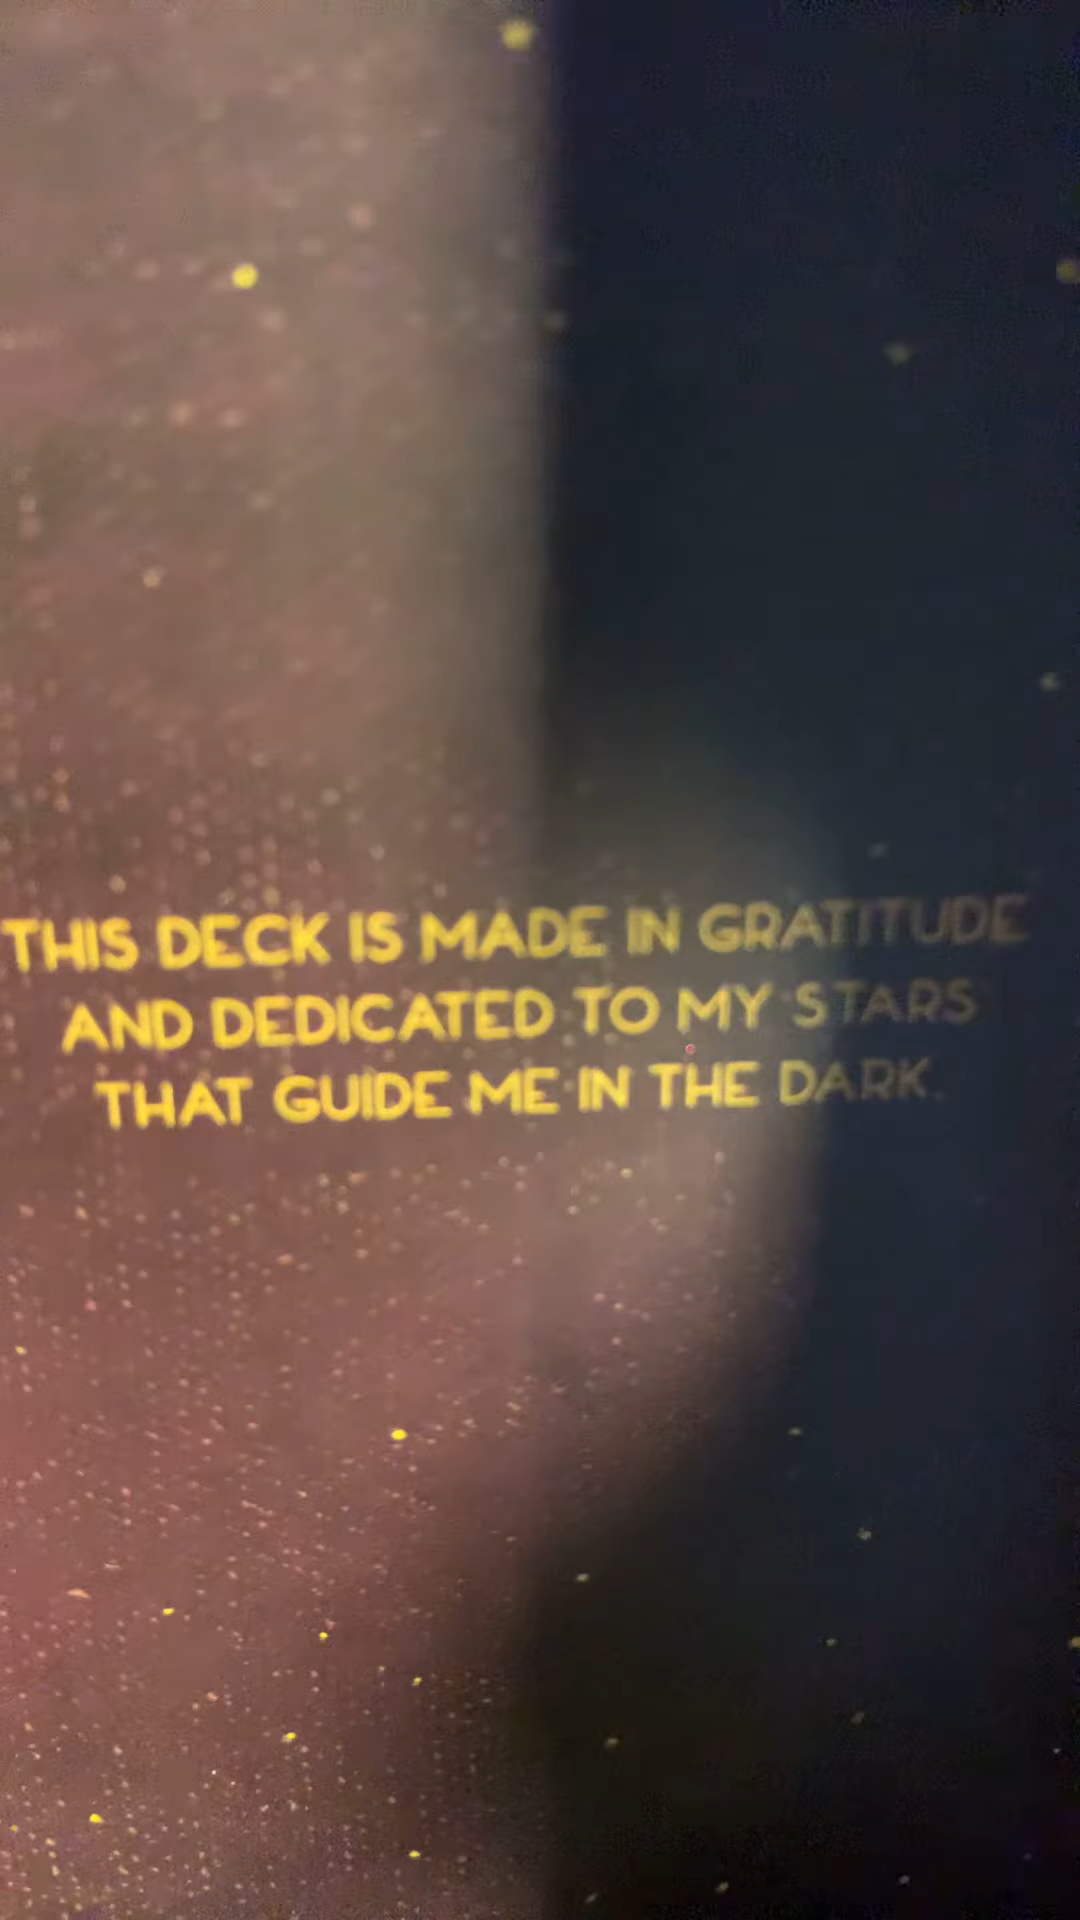 THIS DECK IS MADE IN GRATITUDE
AND DEDICATED TO MY STARS
THAT GUIDE ME IN THE DARK.